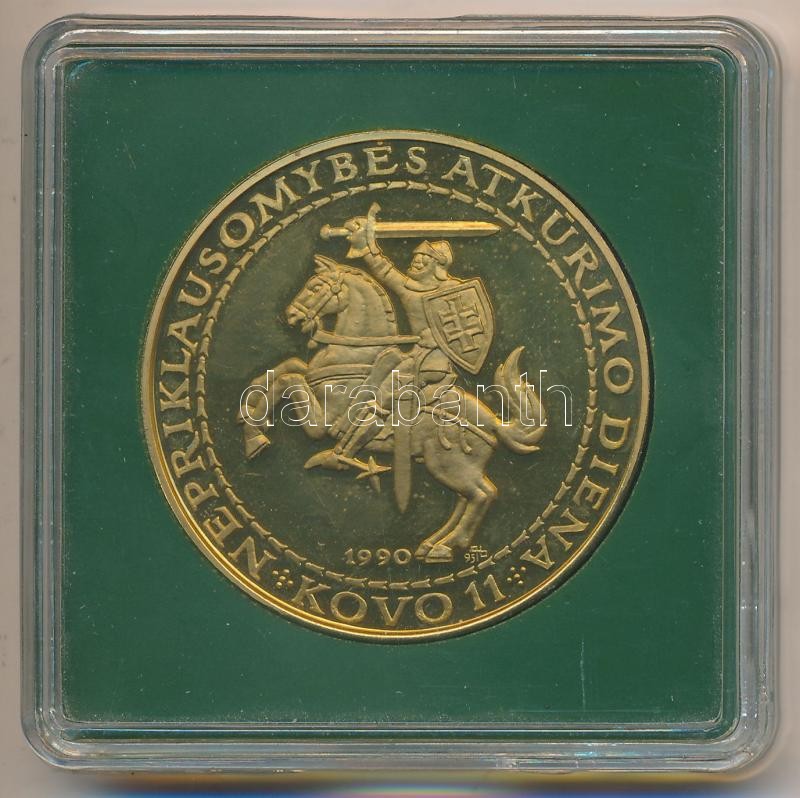 NEPRIKLAUSOMYBĖS ATKŪRIMO DIENA
KOVO 11
1990
darabanth